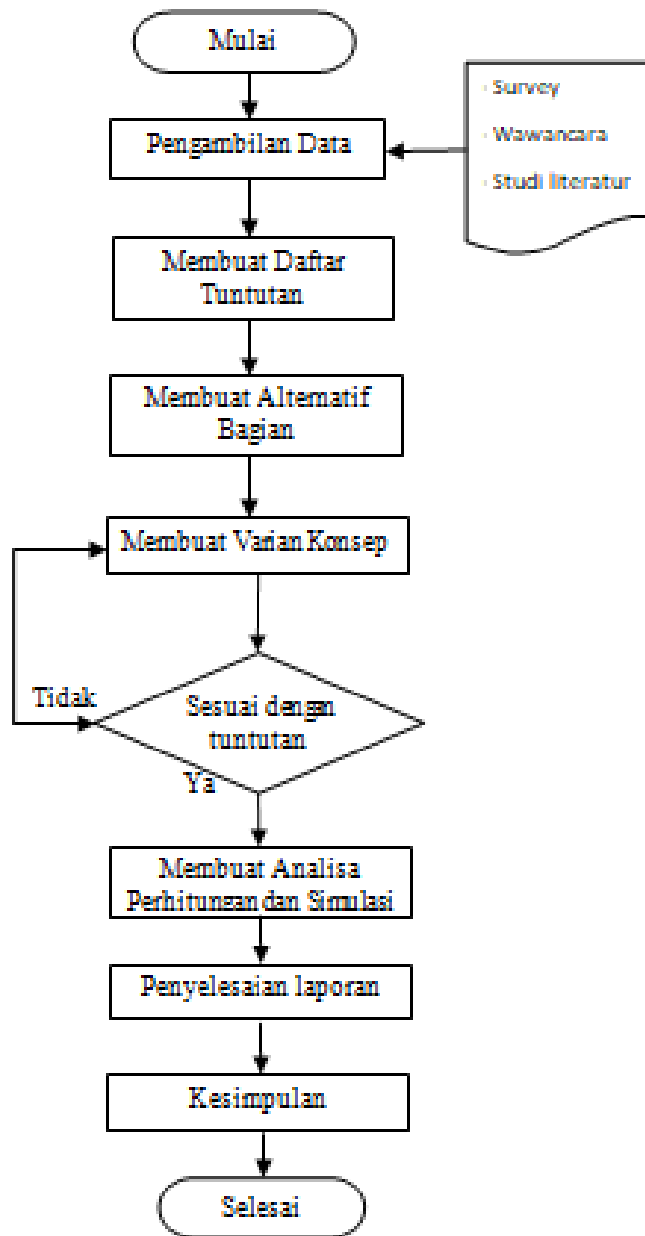 Mulai
Pengambilan Data
Survey
Wawancara
Studi literatur
Membuat Daftar
Tuntutan
Membuat Alternatif
Bagian
Membuat Varian Konsep
Tidak
Sesuai dengan
tuntutan
Ya
Membuat Analisa
Perhitungan dan Simulasi
Penyelesaian laporan
Kesimpulan
Selesai